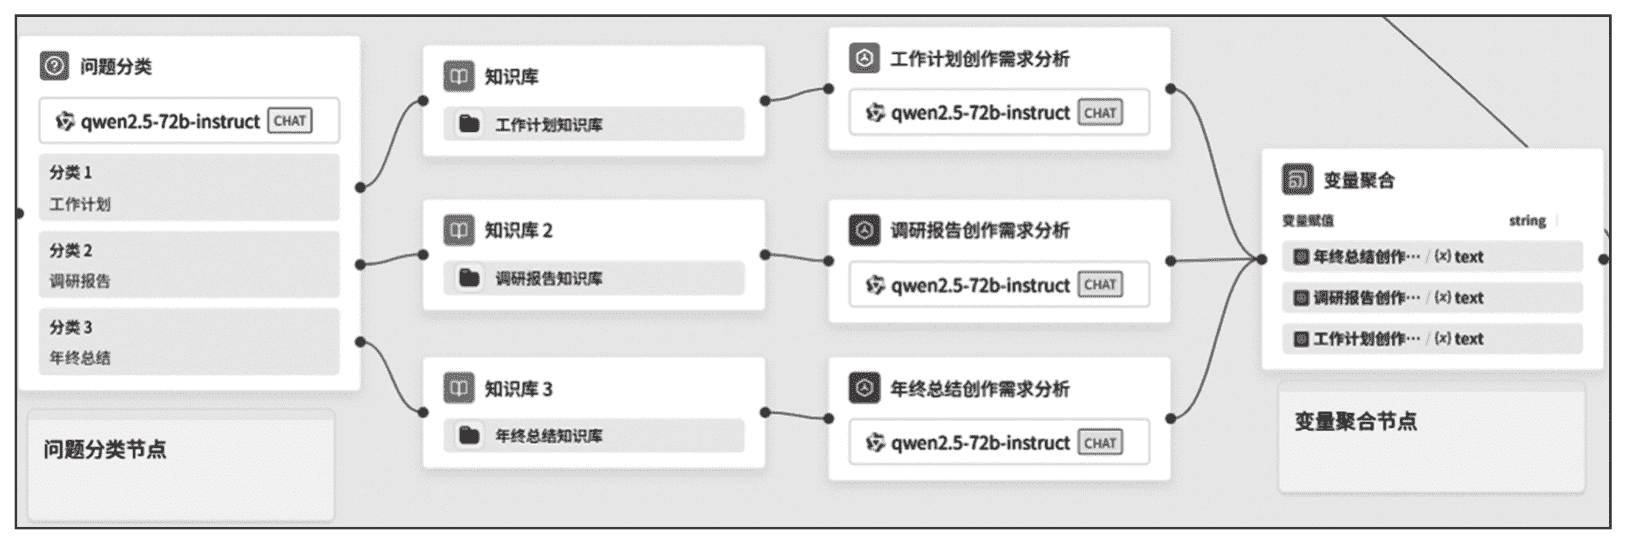 问题分类
qwen2.5-72b-instruct CHAT
分类 1
工作计划
分类 2
调研报告
分类 3
年终总结
问题分类节点
知识库
工作计划知识库
知识库 2
调研报告知识库
知识库 3
年终总结知识库
工作计划创作需求分析
qwen2.5-72b-instruct CHAT
调研报告创作需求分析
qwen2.5-72b-instruct CHAT
年终总结创作需求分析
qwen2.5-72b-instruct CHAT
变量聚合
变量赋值 string
年终总结创作… / {x} text
调研报告创作… / {x} text
工作计划创作… / {x} text
变量聚合节点